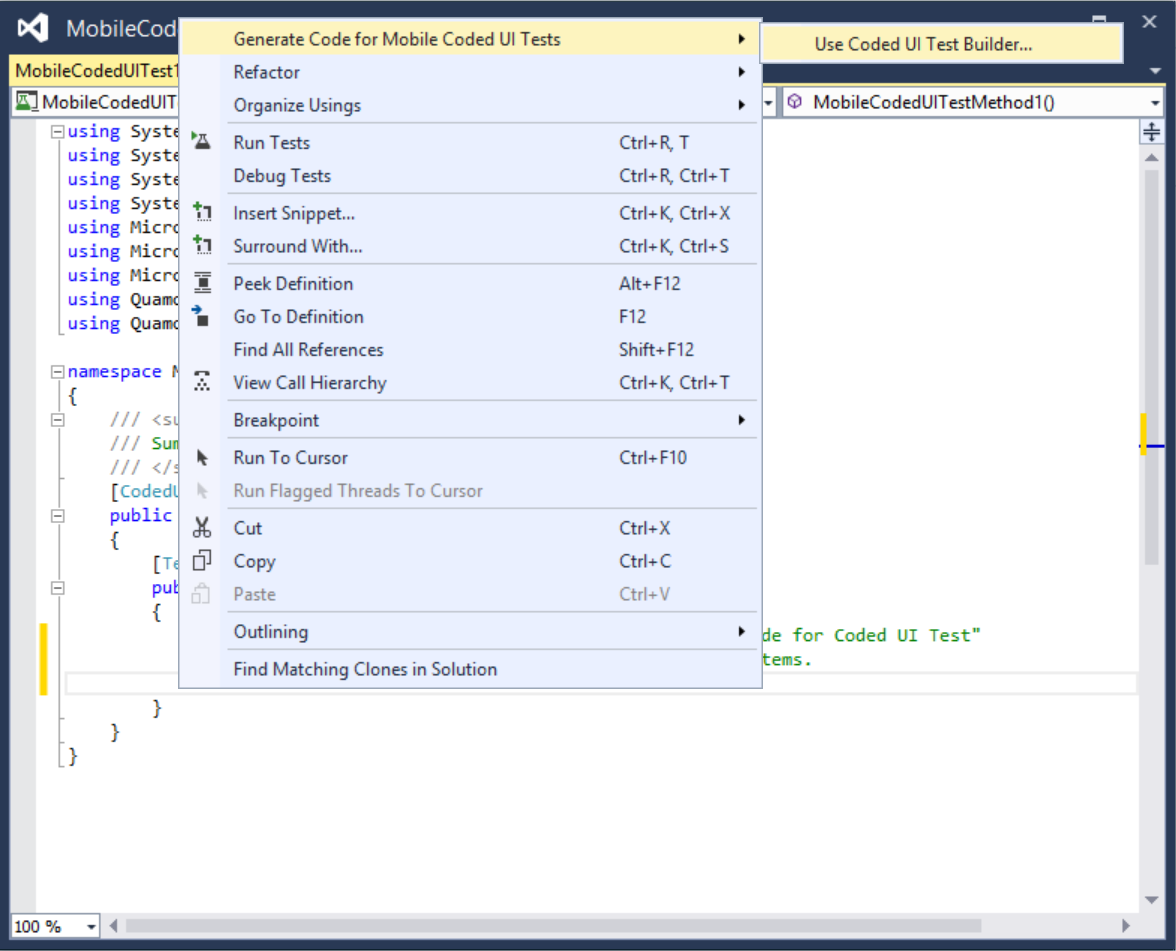 MobileCod
Generate Code for Mobile Coded UI Tests
Use Coded UI Test Builder...
MobileCodedUITest1
Refactor
MobileCodedUIT
Organize Usings
MobileCodedUITestMethod1()
using Syste
Run Tests Ctrl+R, T
using Syste
using Syste
Debug Tests Ctrl+R, Ctrl+T
using Syste
Insert Snippet... Ctrl+K, Ctrl+X
using Micro
Surround With... Ctrl+K, Ctrl+S
using Micro
using Micro
Peek Definition Alt+F12
using Quamo
Go To Definition F12
using Quamo
Find All References Shift+F12
namespace M
View Call Hierarchy Ctrl+K, Ctrl+T
{
Breakpoint
/// <su
/// Sum
Run To Cursor Ctrl+F10
/// </s
Run Flagged Threads To Cursor
[CodedU
public
Cut Ctrl+X
{
Copy Ctrl+C
[Te
pub
Paste Ctrl+V
{
Outlining
de for Coded UI Test"
tems.
Find Matching Clones in Solution
}
}
}
100 %